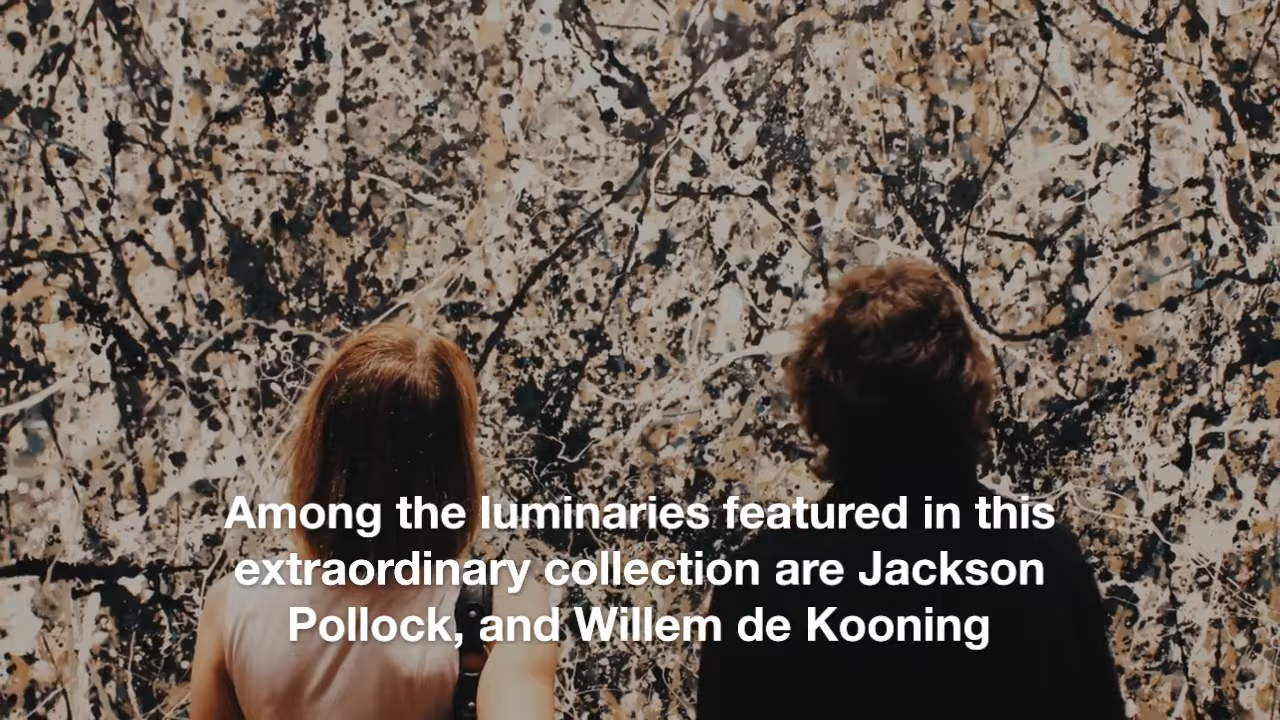 Among the luminaries featured in this
extraordinary collection are Jackson
Pollock, and Willem de Kooning